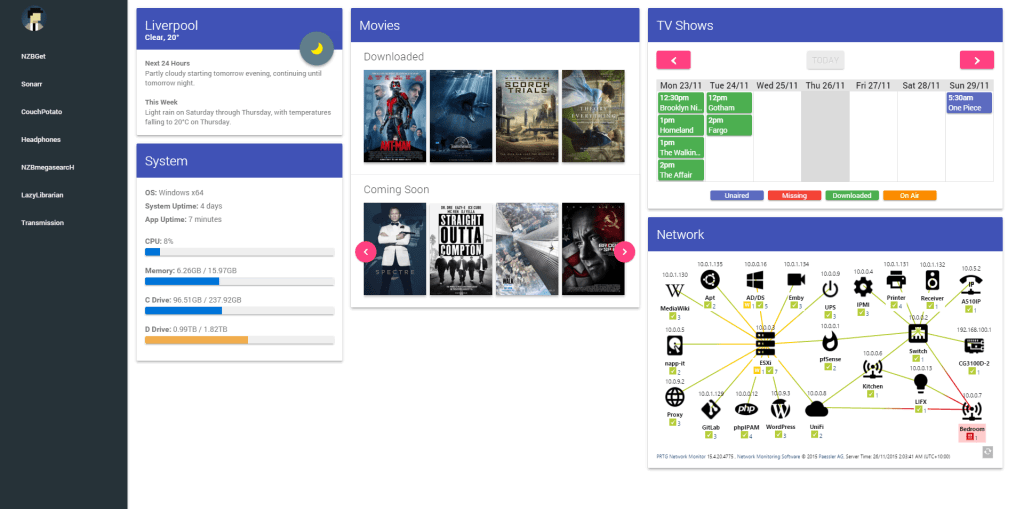 NZBGet
Sonarr
CouchPotato
Headphones
NZBmegasearcH
LazyLibrarian
Transmission
Liverpool
Clear, 20°
Next 24 Hours
Partly cloudy starting tomorrow evening, continuing until
tomorrow night.
This Week
Light rain on Saturday through Thursday, with temperatures
falling to 20°C on Thursday.
System
OS: Windows x64
System Uptime: 4 days
App Uptime: 7 minutes
CPU: 8%
Memory: 6.26GB / 15.97GB
C Drive: 96.51GB / 237.92GB
D Drive: 0.99TB / 1.82TB
Movies
Downloaded
ANT-MAN
SCORCH
TRIALS
THEORY
EVERYTHING
Coming Soon
SPECTRE
STRAIGHT
OUTTA
COMPTON
WALK
TV Shows
TODAY
Mon 23/11 Tue 24/11 Wed 25/11 Thu 26/11 Fri 27/11 Sat 28/11 Sun 29/11
12:30pm
Brooklyn Ni...
1pm
Homeland
1pm
The Walkin...
2pm
The Affair
12pm
Gotham
2pm
Fargo
5:30am
One Piece
Unaired Missing Downloaded On Air
Network
10.0.1.130
W
MediaWiki
3
10.0.1.135
Apt
2
10.0.0.16
AD/DS
1 5
10.0.1.134
Emby
3
10.0.0.9
UPS
3
10.0.0.4
IPMI
3
10.0.1.131
Printer
4
10.0.1.132
Receiver
1
10.0.5.2
IP
A510IP
1
10.0.0.5
napp-it
2
10.0.0.3
ESXi
1 7
10.0.0.1
pfSense
2
10.0.0.2
Switch
1
192.168.100.1
CG3100D-2
1
10.0.9.2
Proxy
3
10.0.1.129
GitLab
3
10.0.0.12
php
phpIPAM
4
10.0.9.3
WordPress
3
10.0.0.8
UniFi
2
10.0.0.6
Kitchen
1
10.0.0.13
LIFX
1
10.0.0.7
Bedroom
1
PRTG Network Monitor 15.4.20.4775 . Network Monitoring Software © 2015 Paessler AG. Server Time: 26/11/2015 2:03:41 AM (UTC+10:00)